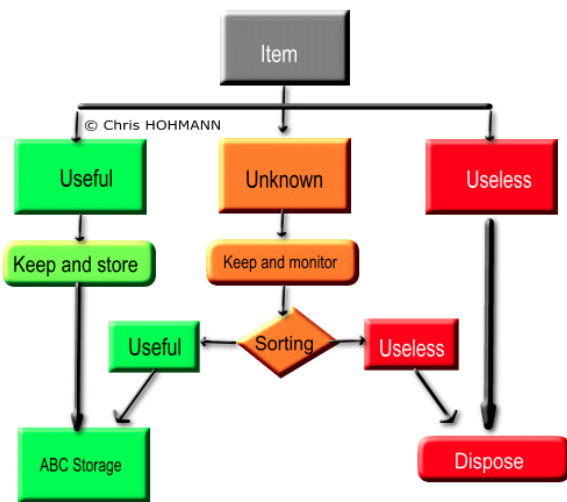 Item
© Chris HOHMANN
Useful
Unknown
Useless
Keep and store
Keep and monitor
Useful
Sorting
Useless
ABC Storage
Dispose